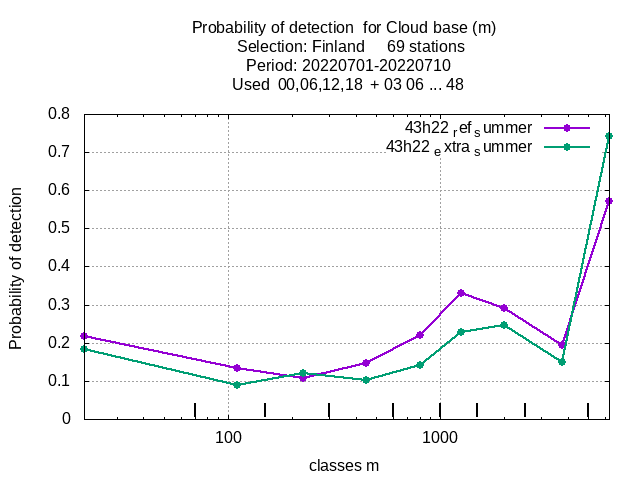 Probability of detection  for Cloud base (m)
Selection: Finland     69 stations
Period: 20220701-20220710
Used  00,06,12,18  + 03 06 ... 48
0.8
0.7
0.6
0.5
0.4
0.3
0.2
0.1
0
Probability of detection
43h22 ref summer
43h22 extra summer
100
1000
classes m